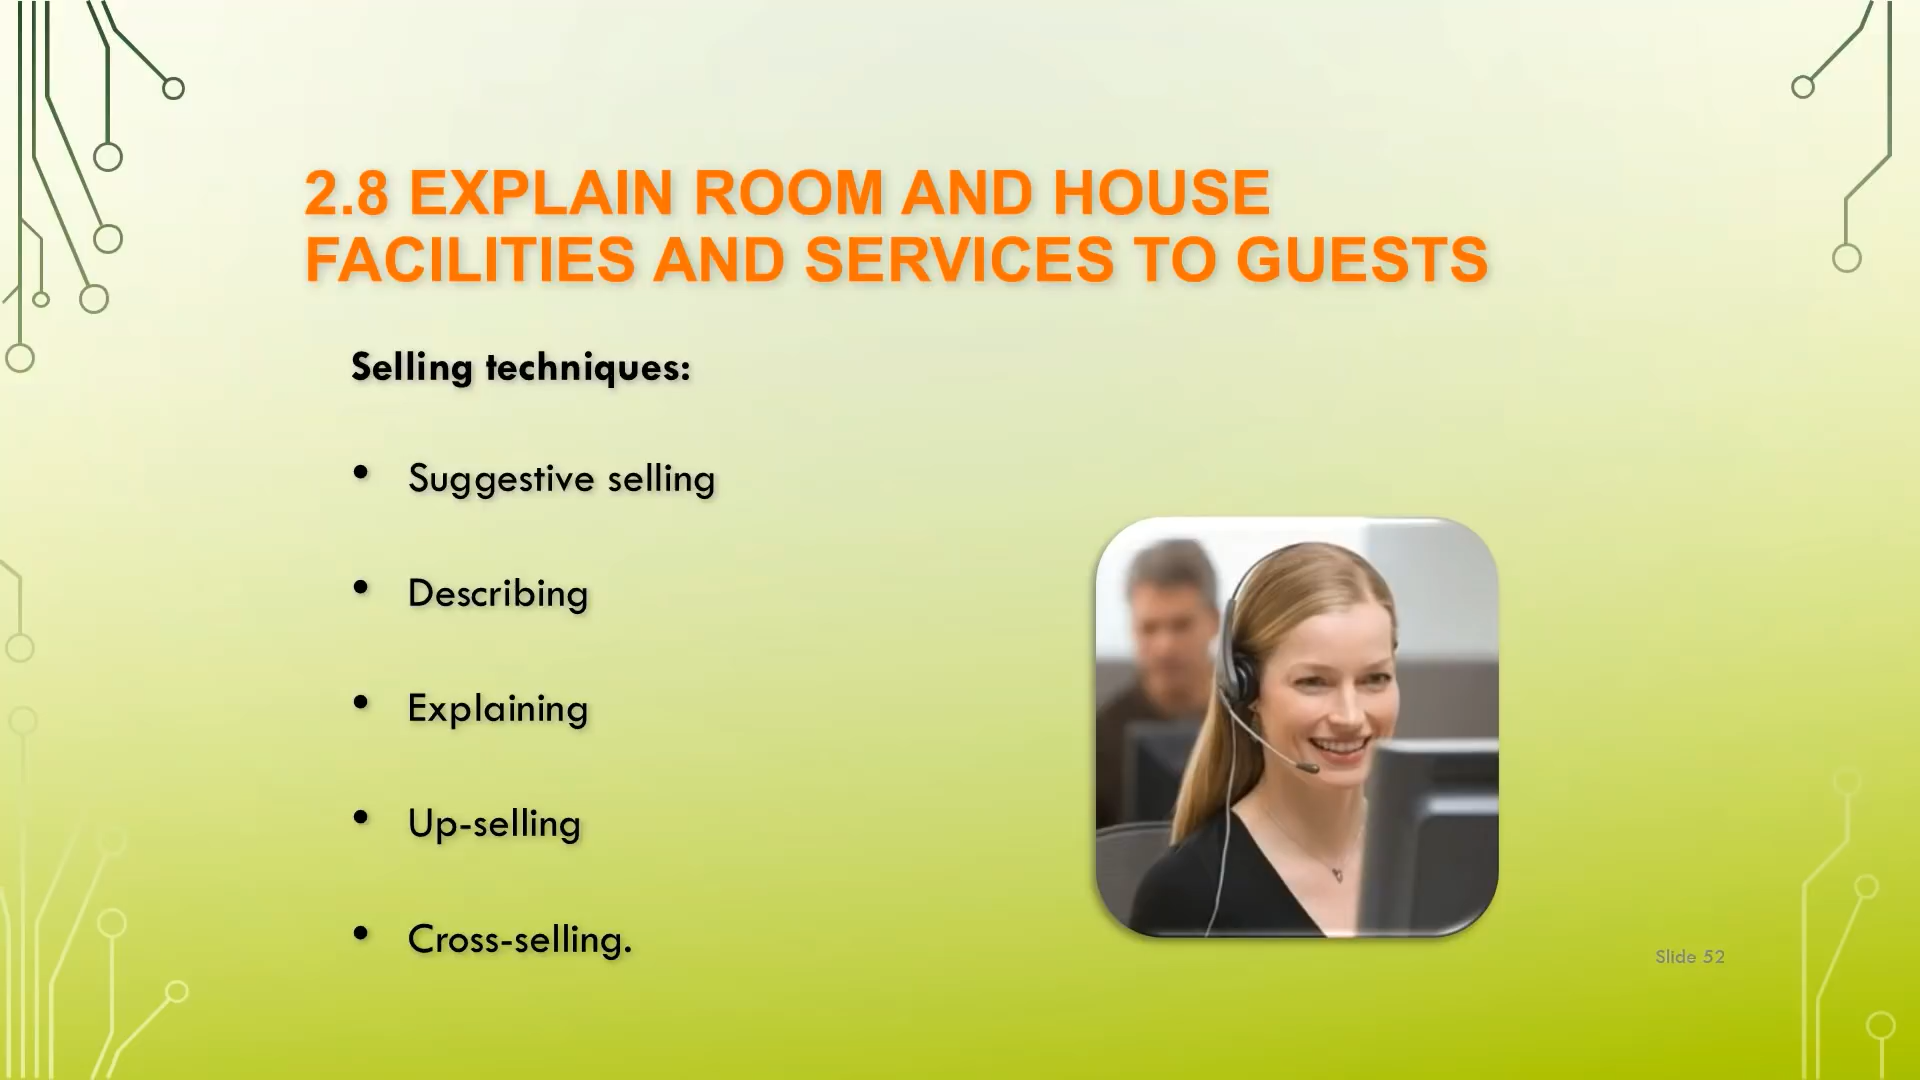 2.8 EXPLAIN ROOM AND HOUSE
FACILITIES AND SERVICES TO GUESTS
Selling techniques:
• Suggestive selling
• Describing
• Explaining
• Up-selling
• Cross-selling.
Slide 52